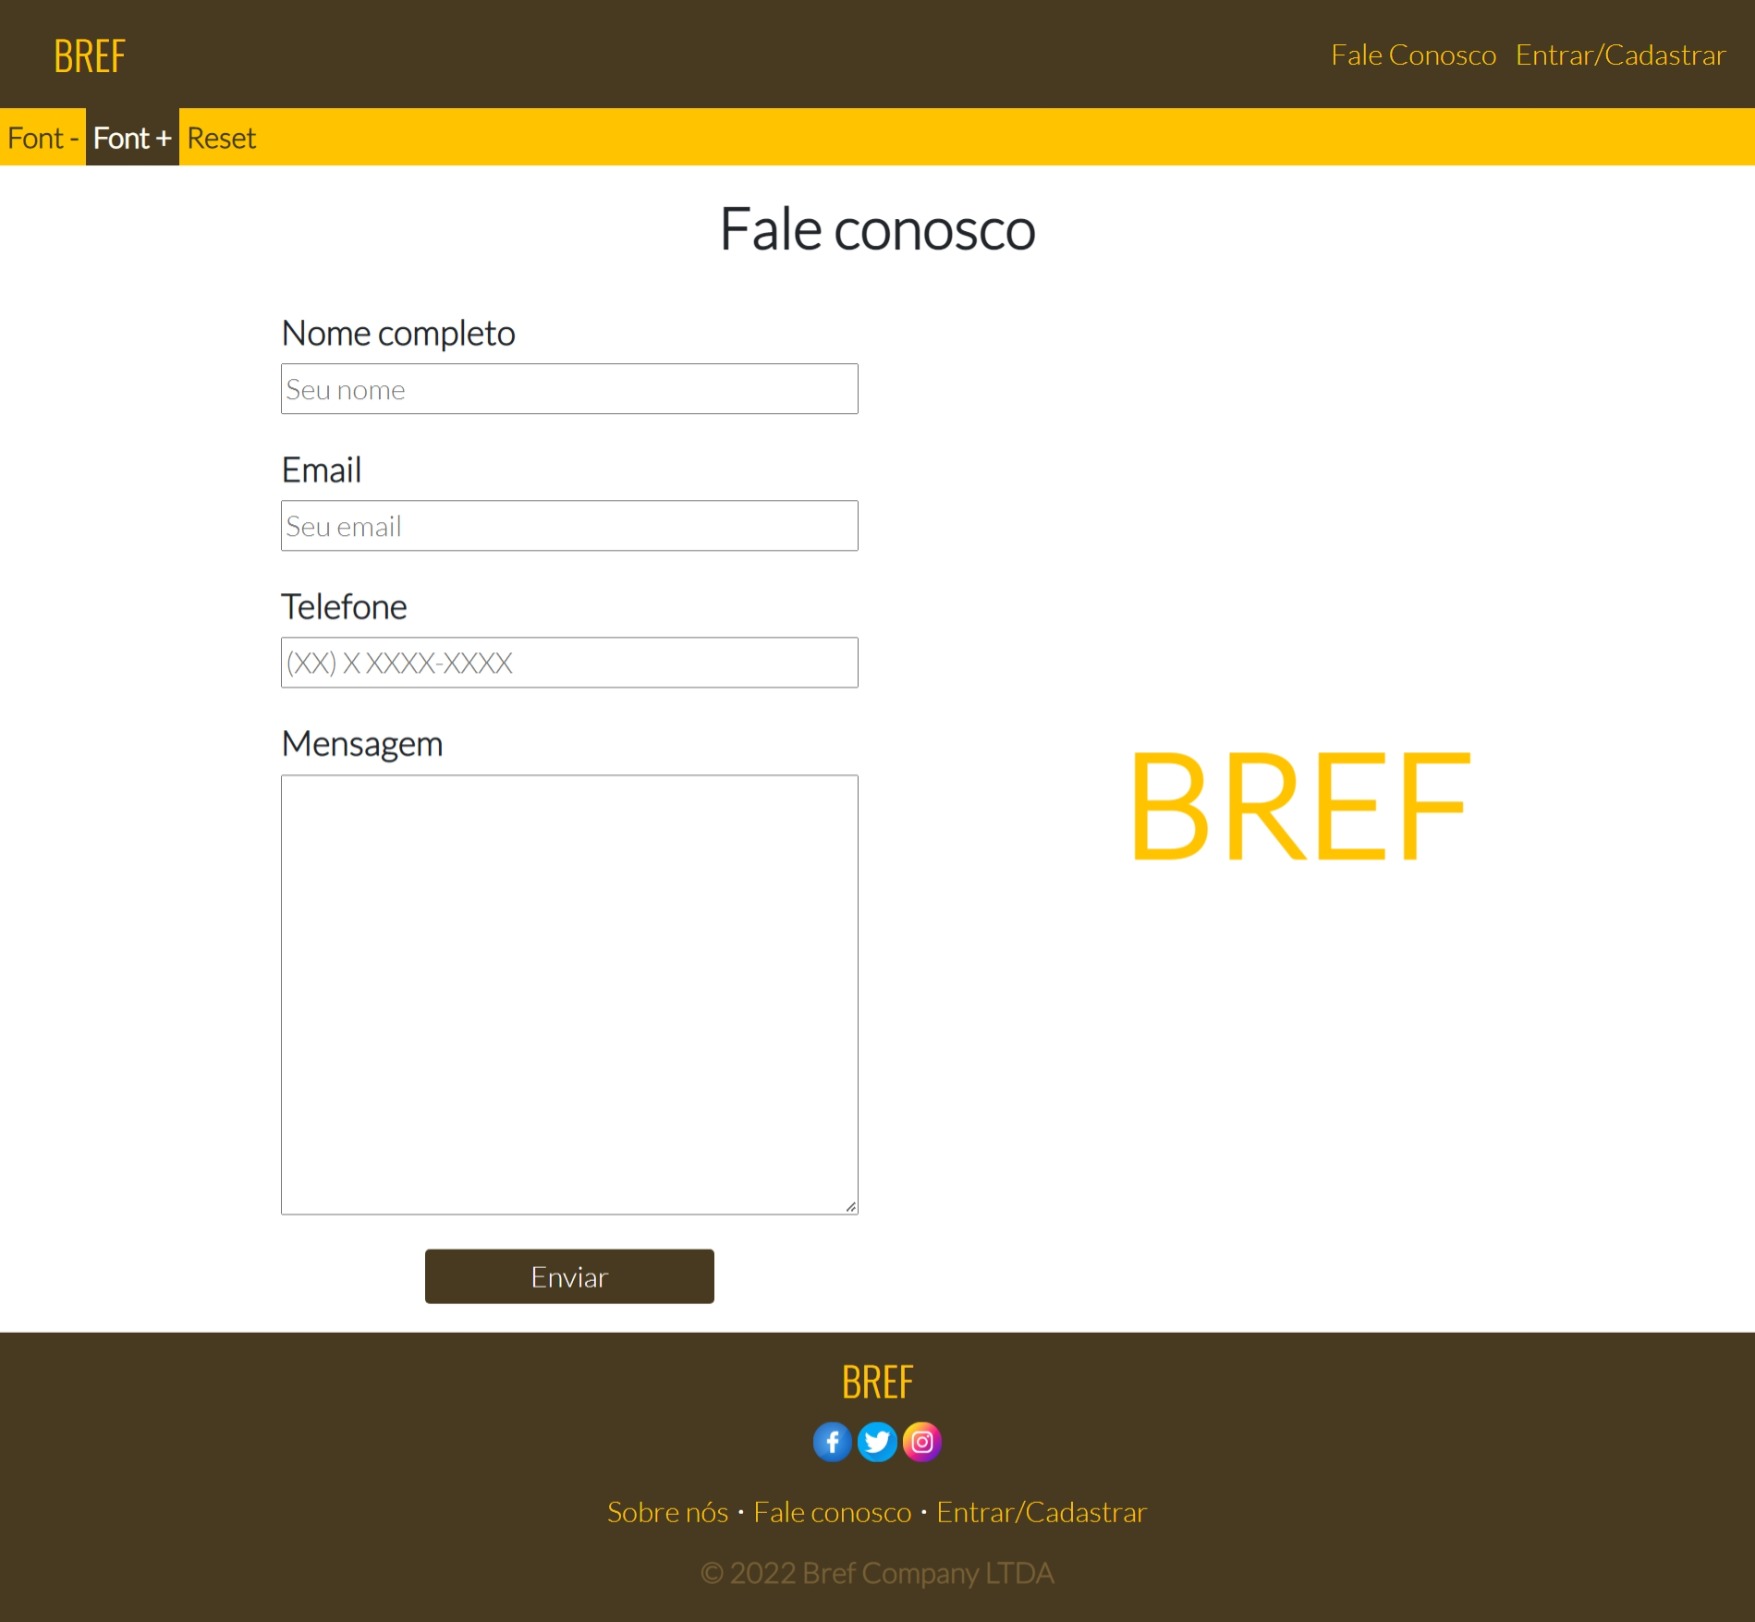 BREF
Fale Conosco Entrar/Cadastrar
Font - Font + Reset
Fale conosco
Nome completo
Seu nome
Email
Seu email
Telefone
(XX) X XXXX-XXXX
Mensagem
BREF
Enviar
BREF
Sobre nós · Fale conosco · Entrar/Cadastrar
© 2022 Bref Company LTDA